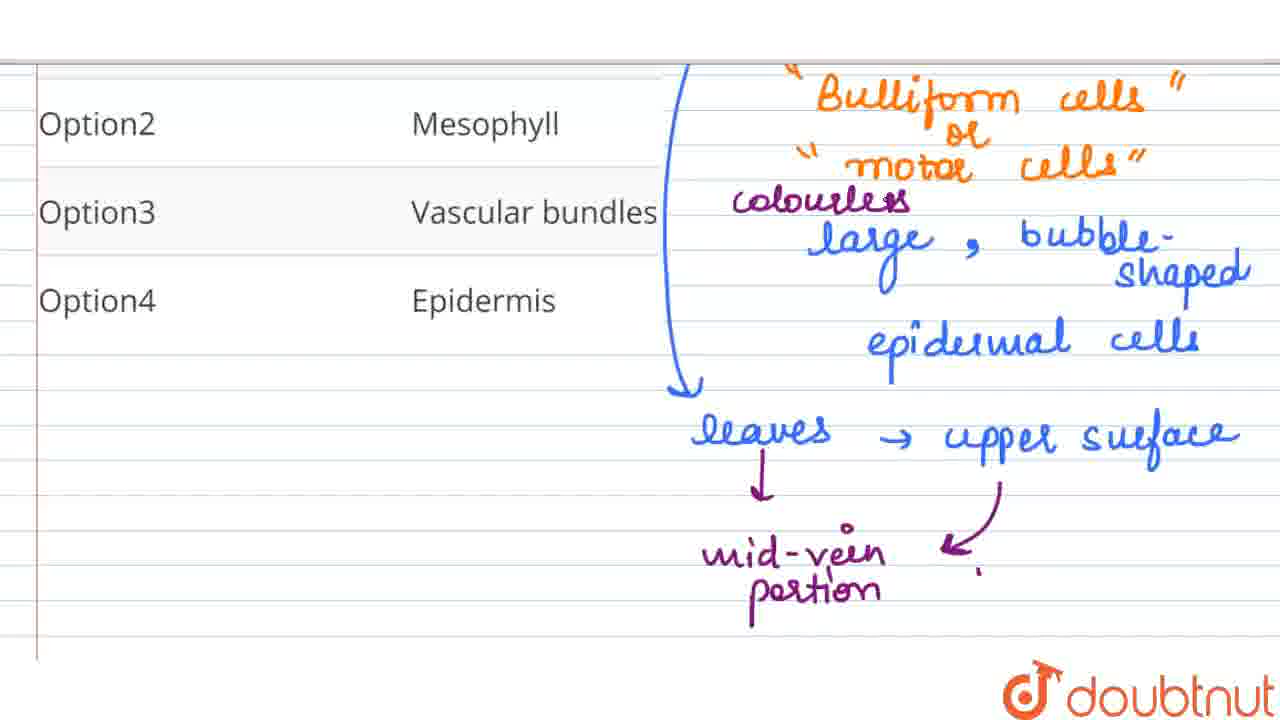 Option2 Mesophyll
Option3 Vascular bundles
Option4 Epidermis
"Bulliform cells"
or
"motor cells"
colourless
large, bubble-
shaped
epidermal cells
leaves → upper surface
mid-vein
portion
doubtnut